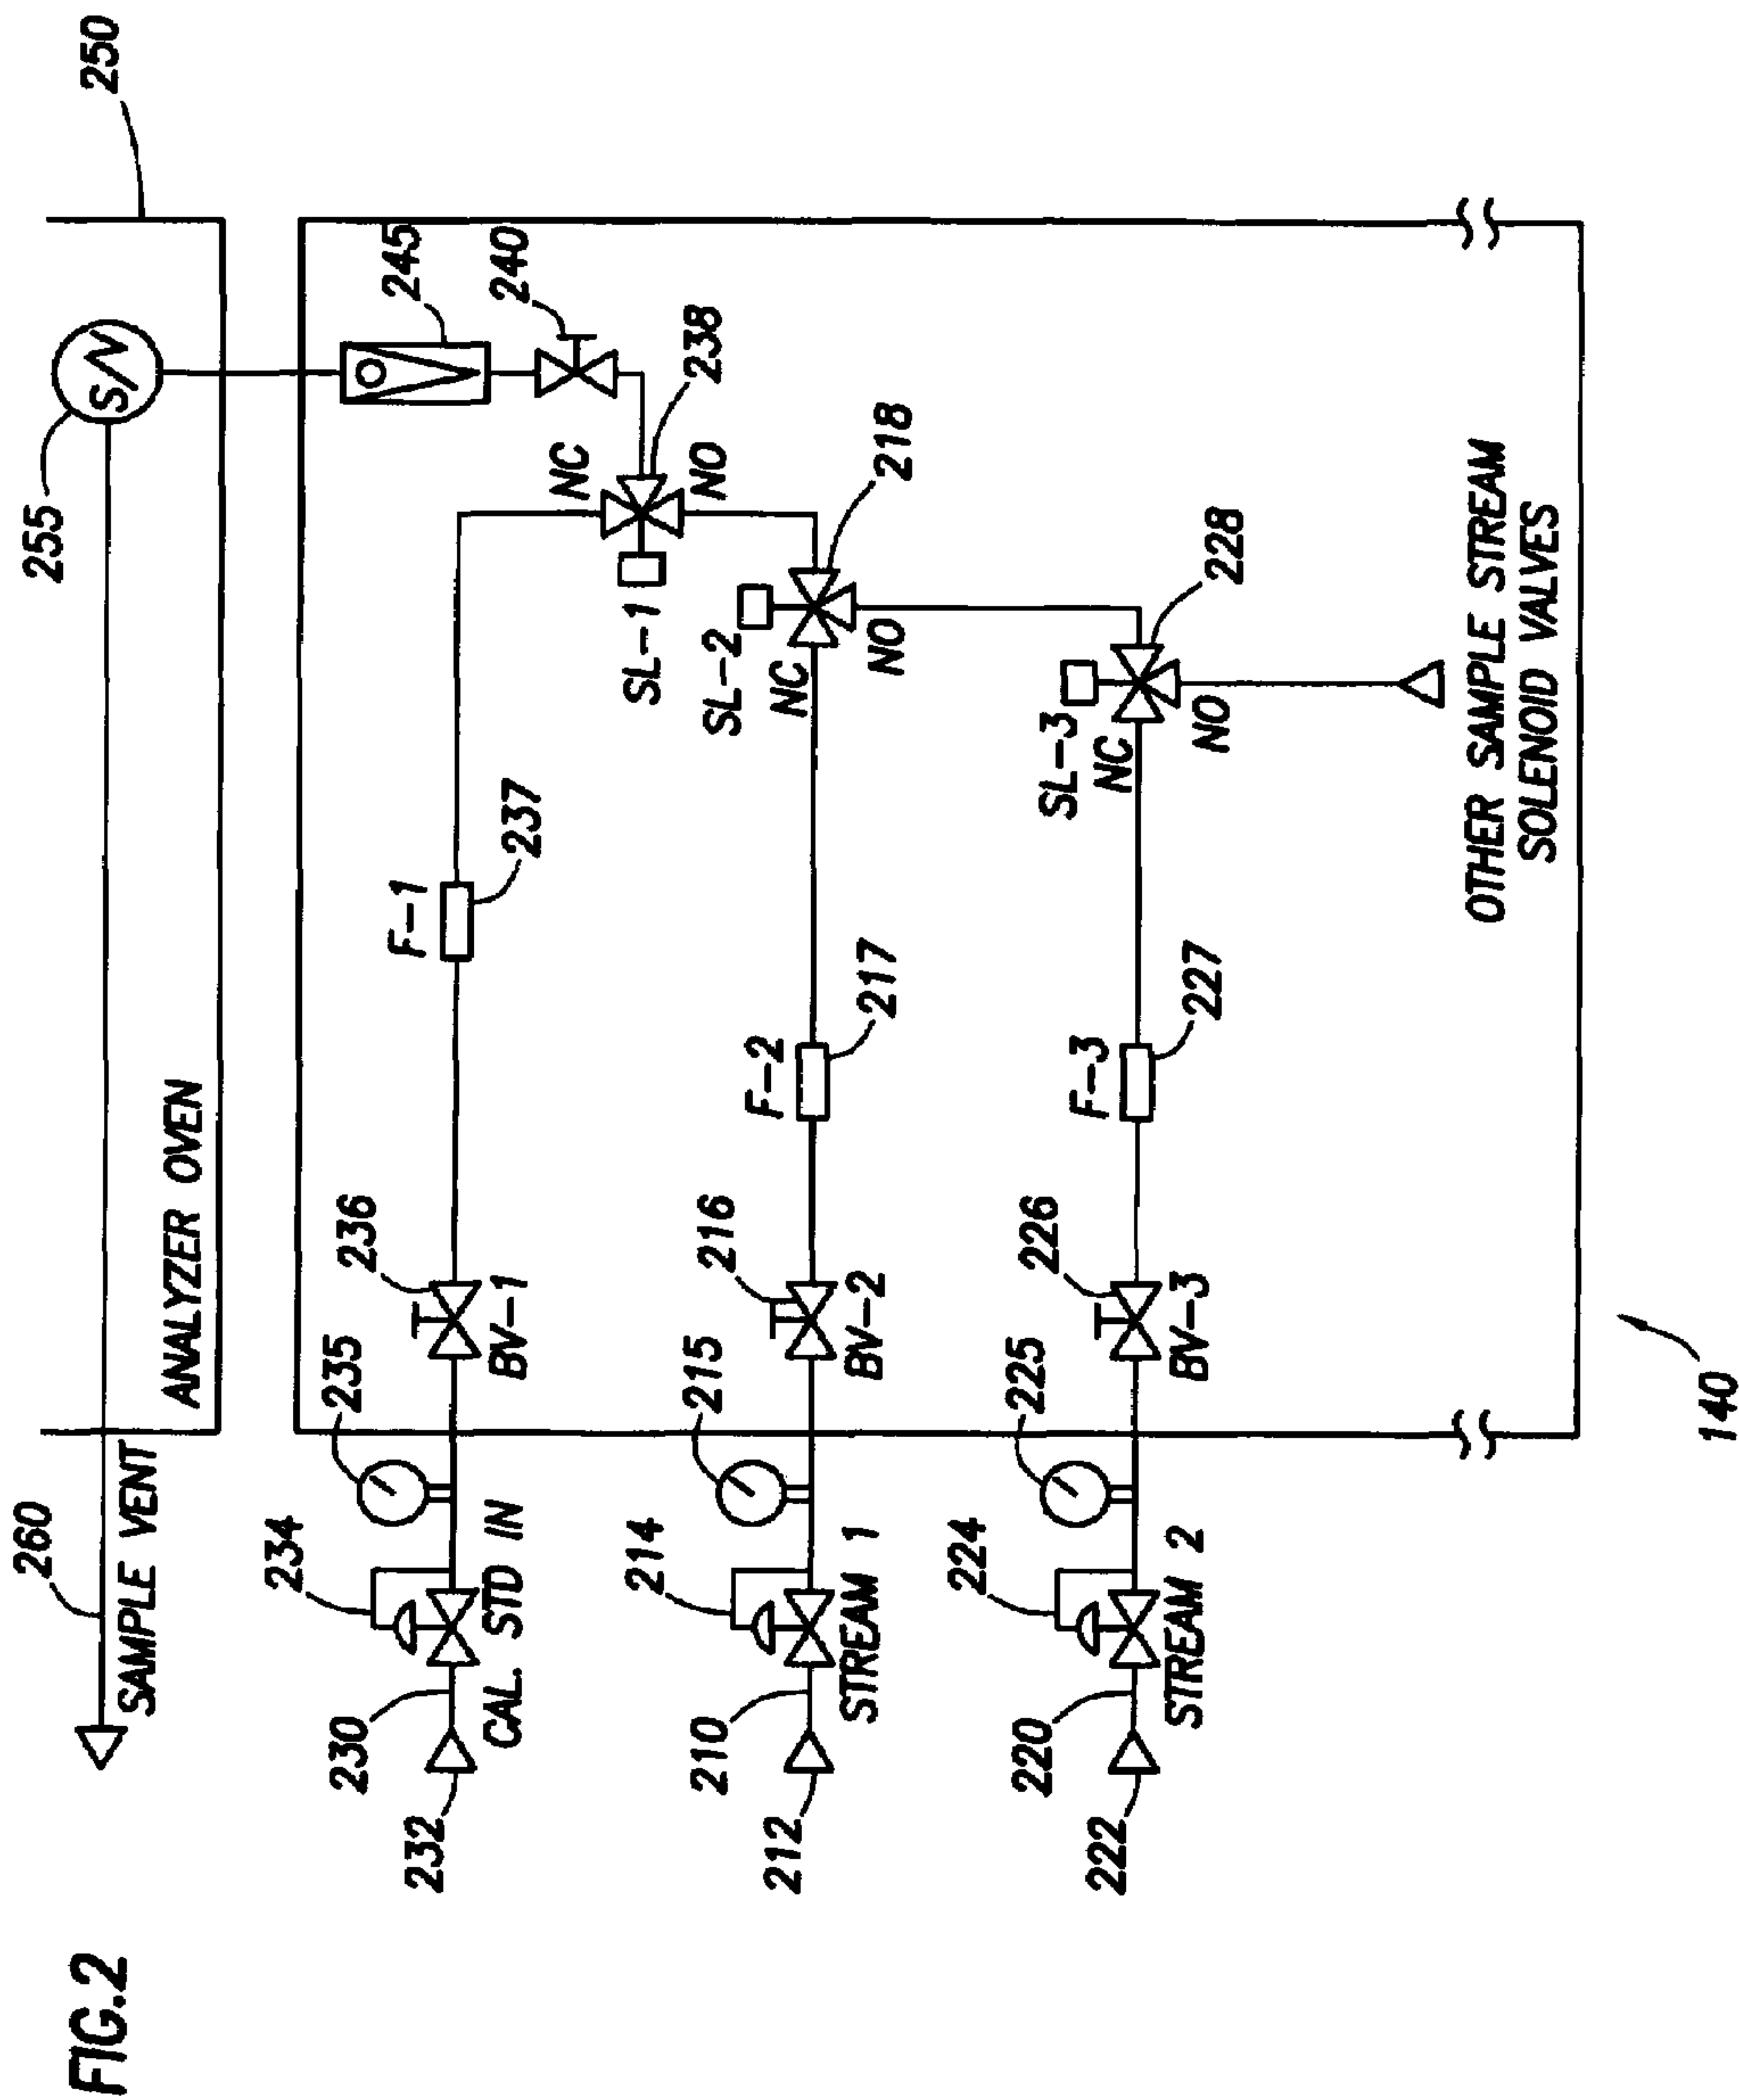 FIG.2
260
SAMPLE VENT
ANALYZER OVEN
255
S/N
250
232
230
234
CAL. STD IN
235
236
BV-1
F-1
237
SL-1
NC
NO
238
240
245
212
210
214
STREAM 1
215
216
BV-2
F-2
217
SL-2
NC
NO
218
222
220
224
STREAM 2
225
226
BV-3
F-3
227
SL-3
NC
NO
228
OTHER SAMPLE STREAM
SOLENOID VALVES
140